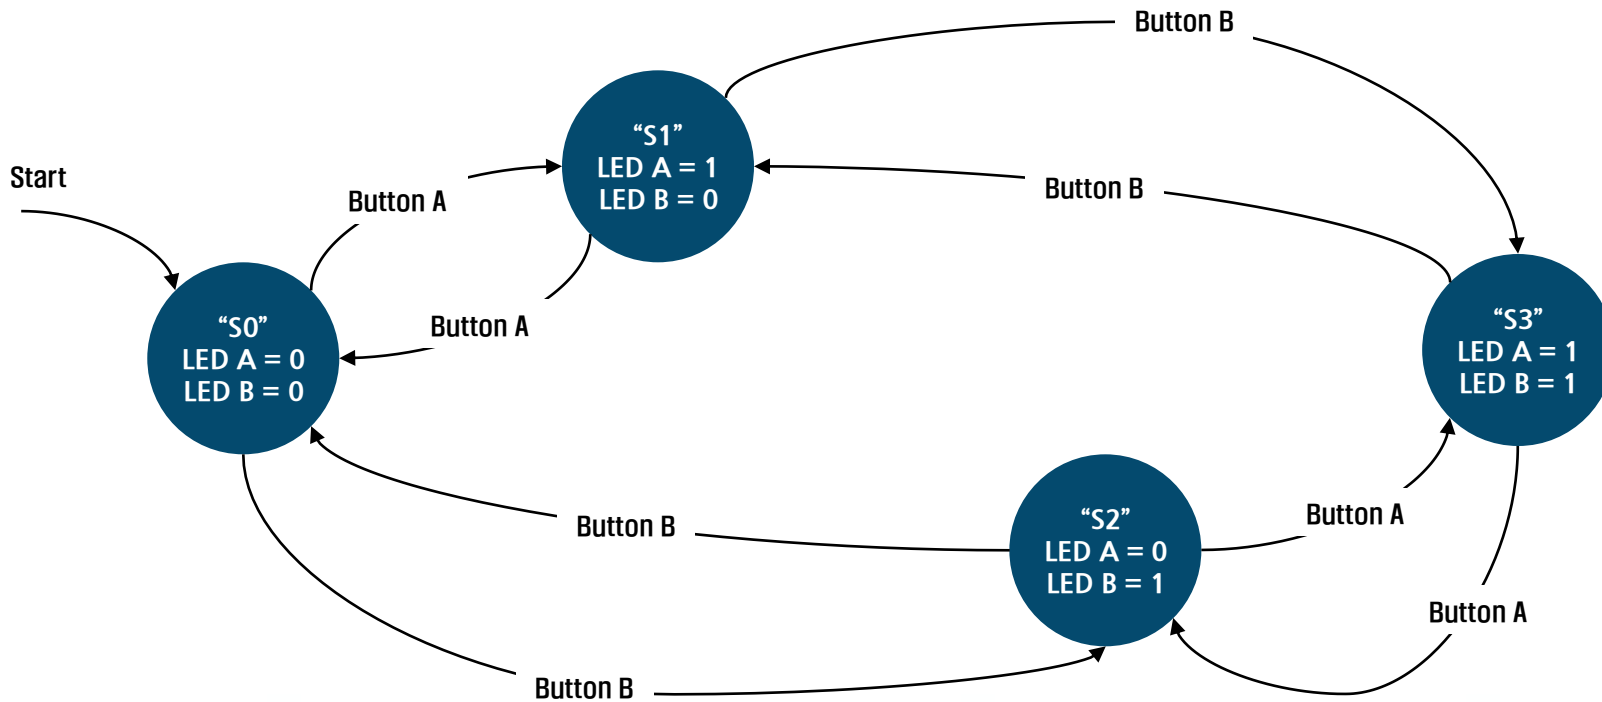 Button B
“S1”
LED A = 1
LED B = 0
Start
Button A
Button B
Button A
“S0”
LED A = 0
LED B = 0
“S3”
LED A = 1
LED B = 1
Button B
“S2”
LED A = 0
LED B = 1
Button A
Button A
Button B